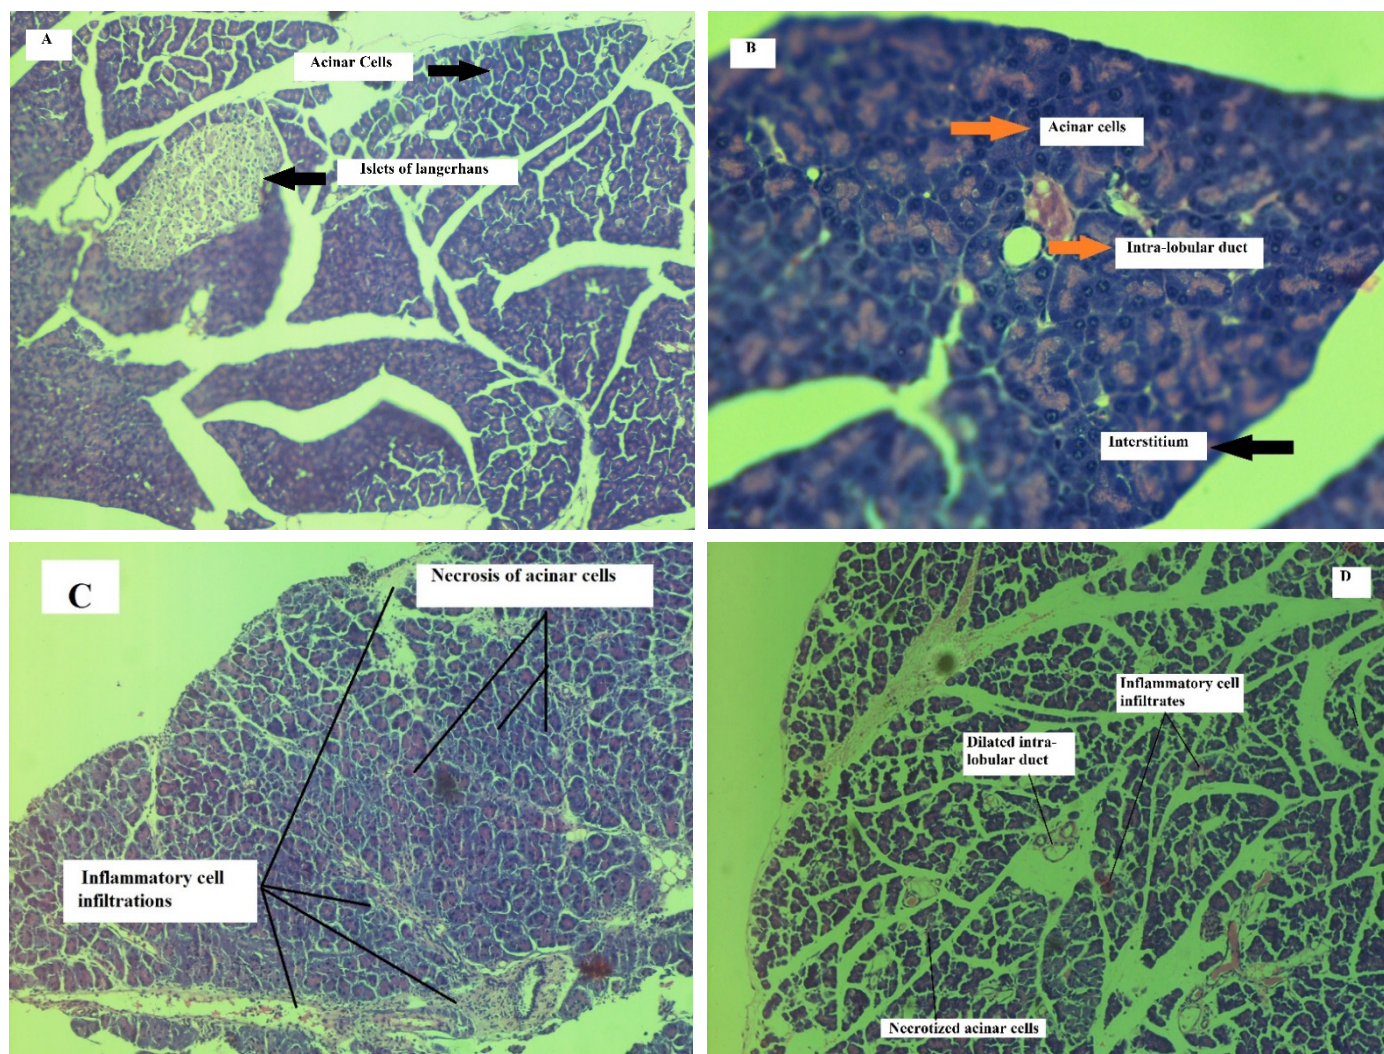 A
Acinar Cells
Islets of langerhans
B
Acinar cells
Intra-lobular duct
Interstitium
C
Necrosis of acinar cells
Inflammatory cell
infiltrations
D
Inflammatory cell
infiltrates
Dilated intra-
lobular duct
Necrotized acinar cells